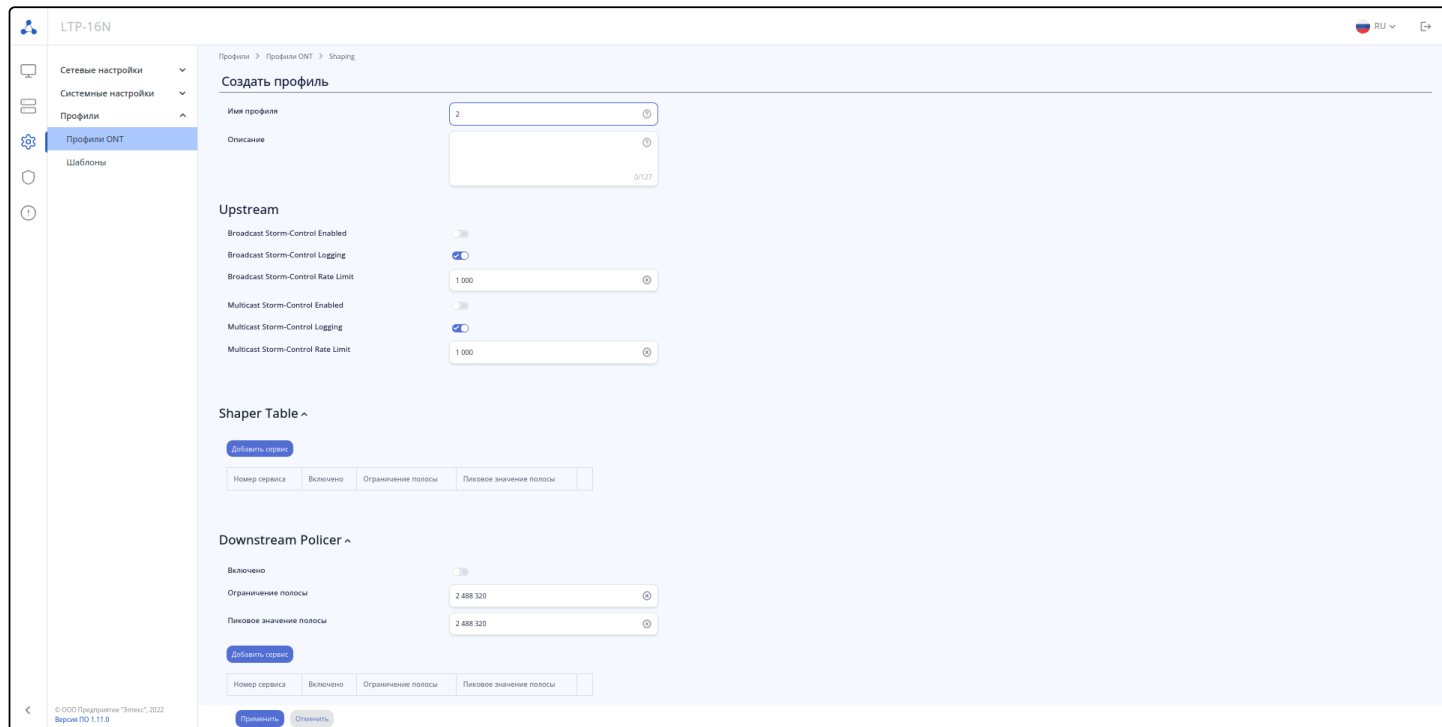 LTP-16N
RU
Сетевые настройки
Системные настройки
Профили
Профили ONT
Шаблоны
© ООО Предприятие "Элтекс", 2022
Версия ПО 1.11.0
Профили > Профили ONT > Shaping
Создать профиль
Имя профиля
2
Описание
0/127
Upstream
Broadcast Storm-Control Enabled
Broadcast Storm-Control Logging
Broadcast Storm-Control Rate Limit
1 000
Multicast Storm-Control Enabled
Multicast Storm-Control Logging
Multicast Storm-Control Rate Limit
1 000
Shaper Table
Добавить сервис
Номер сервиса Включено Ограничение полосы Пиковое значение полосы
Downstream Policer
Включено
Ограничение полосы
2 488 320
Пиковое значение полосы
2 488 320
Добавить сервис
Номер сервиса Включено Ограничение полосы Пиковое значение полосы
Применить Отменить